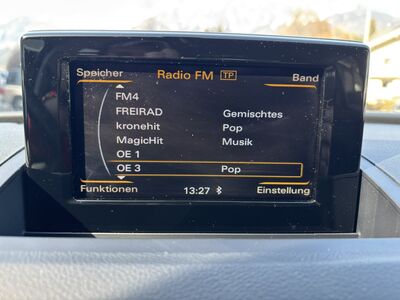 Speicher Radio FM TP Band
FM4
FREIRAD Gemischtes
kronehit Pop
MagicHit Musik
OE 1
OE 3 Pop
Funktionen 13:27 Einstellung